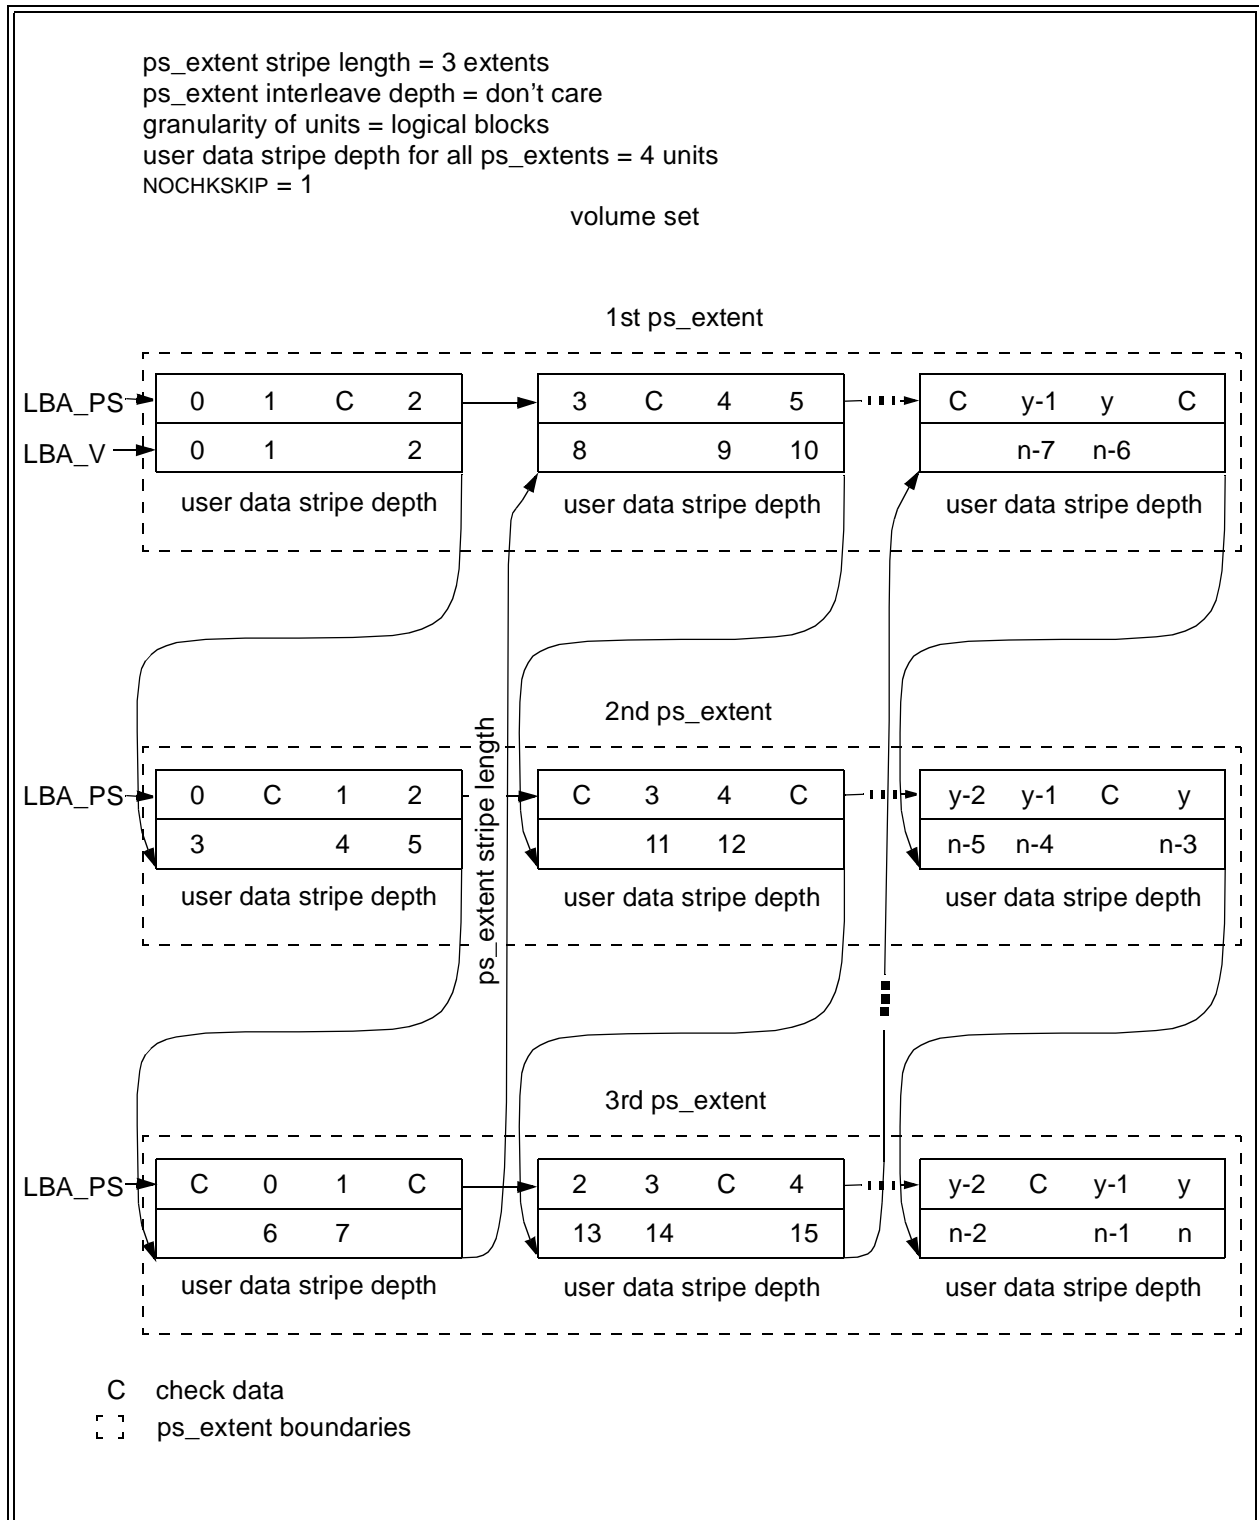 ps_extent stripe length = 3 extents
ps_extent interleave depth = don't care
granularity of units = logical blocks
user data stripe depth for all ps_extents = 4 units
NOCHKSKIP = 1
volume set
1st ps_extent
LBA_PS 0 1 C 2 3 C 4 5 C y-1 y C
LBA_V 0 1 2 8 9 10 n-7 n-6
user data stripe depth user data stripe depth user data stripe depth
ps_extent stripe length
2nd ps_extent
LBA_PS 0 C 1 2 C 3 4 C y-2 y-1 C y
3 4 5 11 12 n-5 n-4 n-3
user data stripe depth user data stripe depth user data stripe depth
3rd ps_extent
LBA_PS C 0 1 C 2 3 C 4 y-2 C y-1 y
6 7 13 14 15 n-2 n-1 n
user data stripe depth user data stripe depth user data stripe depth
C check data
ps_extent boundaries